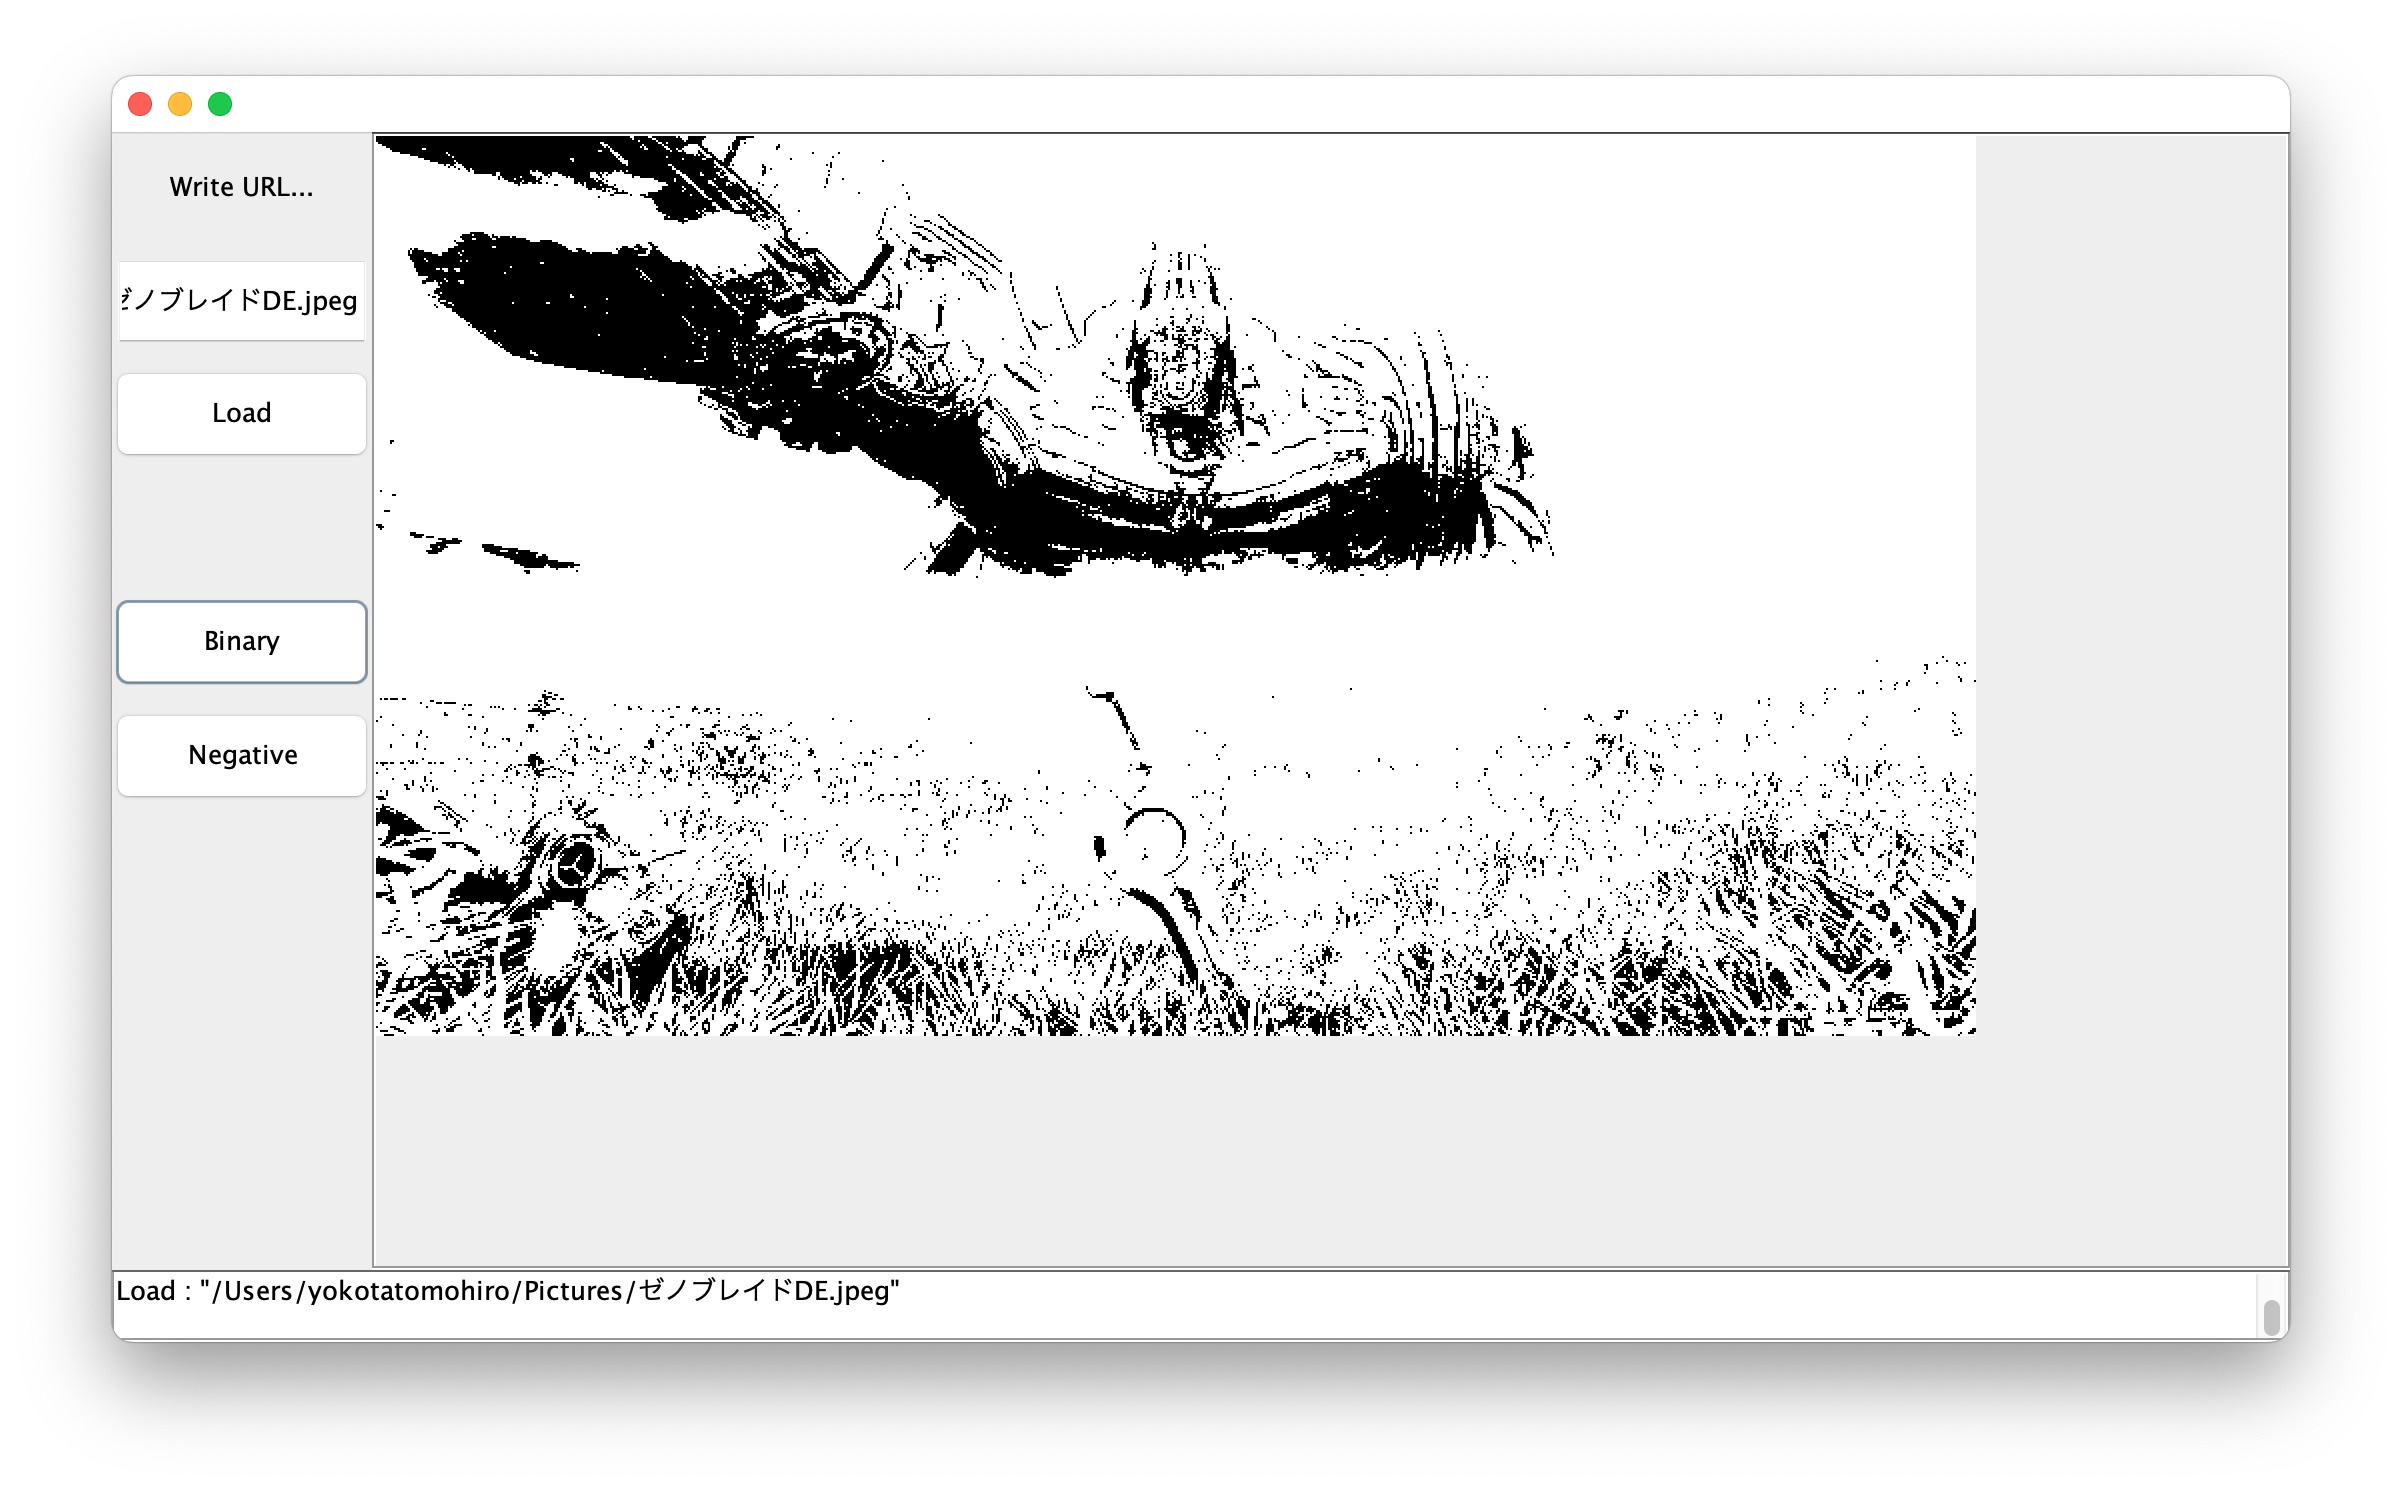 Write URL...
ゼノブレイドDE.jpeg
Load
Binary
Negative
Load : "/Users/yokotatomohiro/Pictures/ゼノブレイドDE.jpeg"